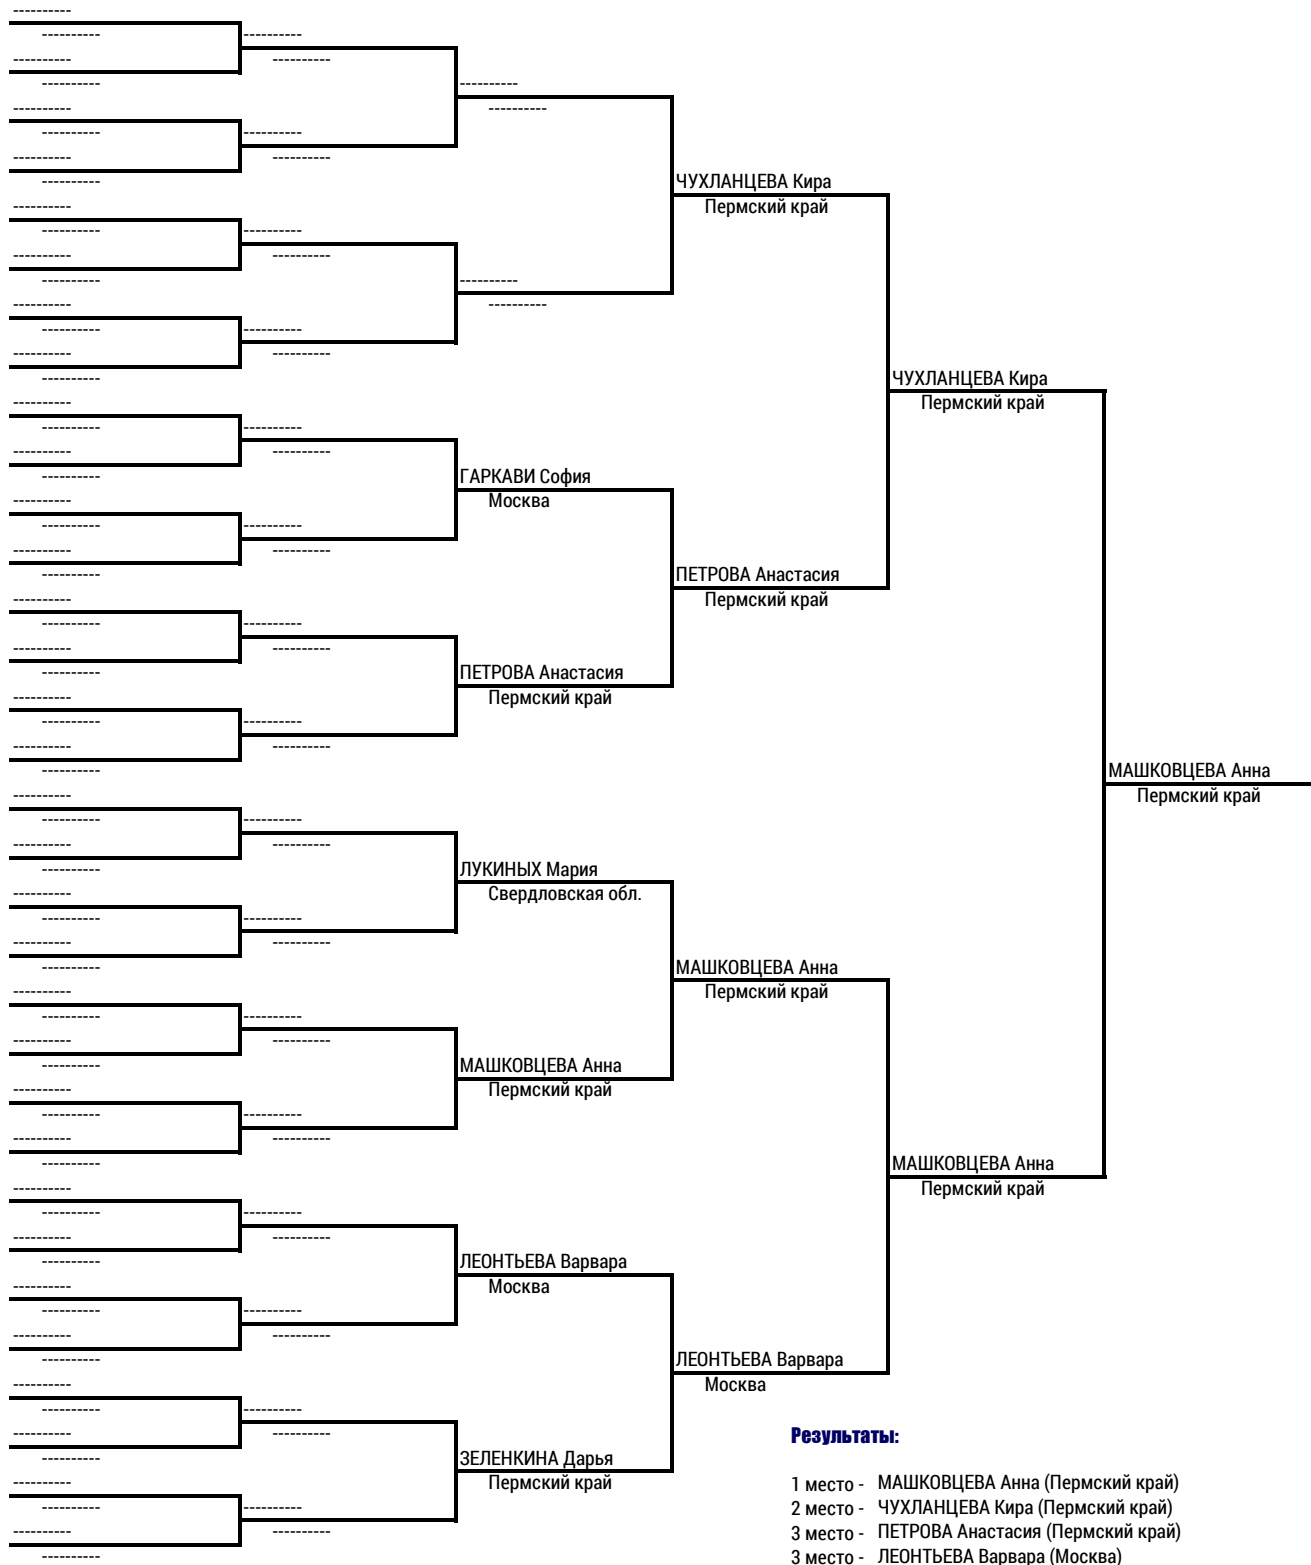 ЧУХЛАНЦЕВА Кира
Пермский край
ЧУХЛАНЦЕВА Кира
Пермский край
ГАРКАВИ София
Москва
ПЕТРОВА Анастасия
Пермский край
ПЕТРОВА Анастасия
Пермский край
МАШКОВЦЕВА Анна
Пермский край
ЛУКИНЫХ Мария
Свердловская обл.
МАШКОВЦЕВА Анна
Пермский край
МАШКОВЦЕВА Анна
Пермский край
МАШКОВЦЕВА Анна
Пермский край
ЛЕОНТЬЕВА Варвара
Москва
ЛЕОНТЬЕВА Варвара
Москва
ЗЕЛЕНКИНА Дарья
Пермский край
Результаты:
1 место - МАШКОВЦЕВА Анна (Пермский край)
2 место - ЧУХЛАНЦЕВА Кира (Пермский край)
3 место - ПЕТРОВА Анастасия (Пермский край)
3 место - ЛЕОНТЬЕВА Варвара (Москва)